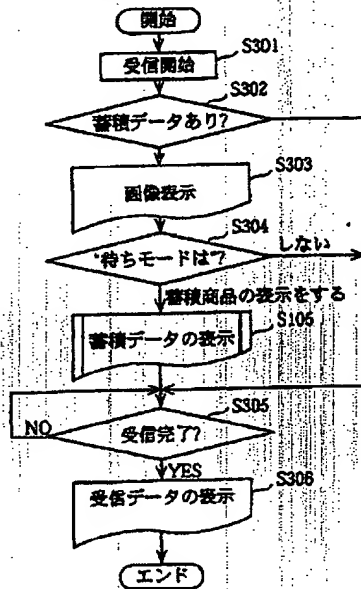 開始
S301
受信開始
S302
蓄積データあり?
S303
画像表示
S304
"待ちモードは"?
しない
蓄積商品の表示をする
蓄積データの表示
S106
S305
受信完了?
NO
YES
S306
受信データの表示
エンド